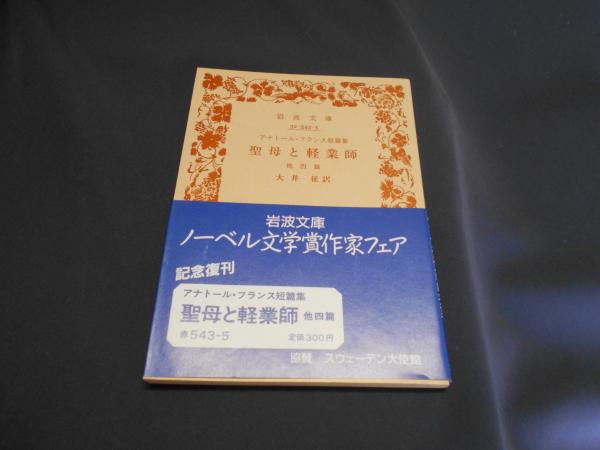 岩波文庫
アナトール・フランス短篇集
聖母と軽業師
他四篇
大井 征訳
岩波文庫
ノーベル文学賞作家フェア
記念復刊
アナトール・フランス短篇集
聖母と軽業師 他四篇
赤543-5 定価300円
協賛 スウェーデン大使館